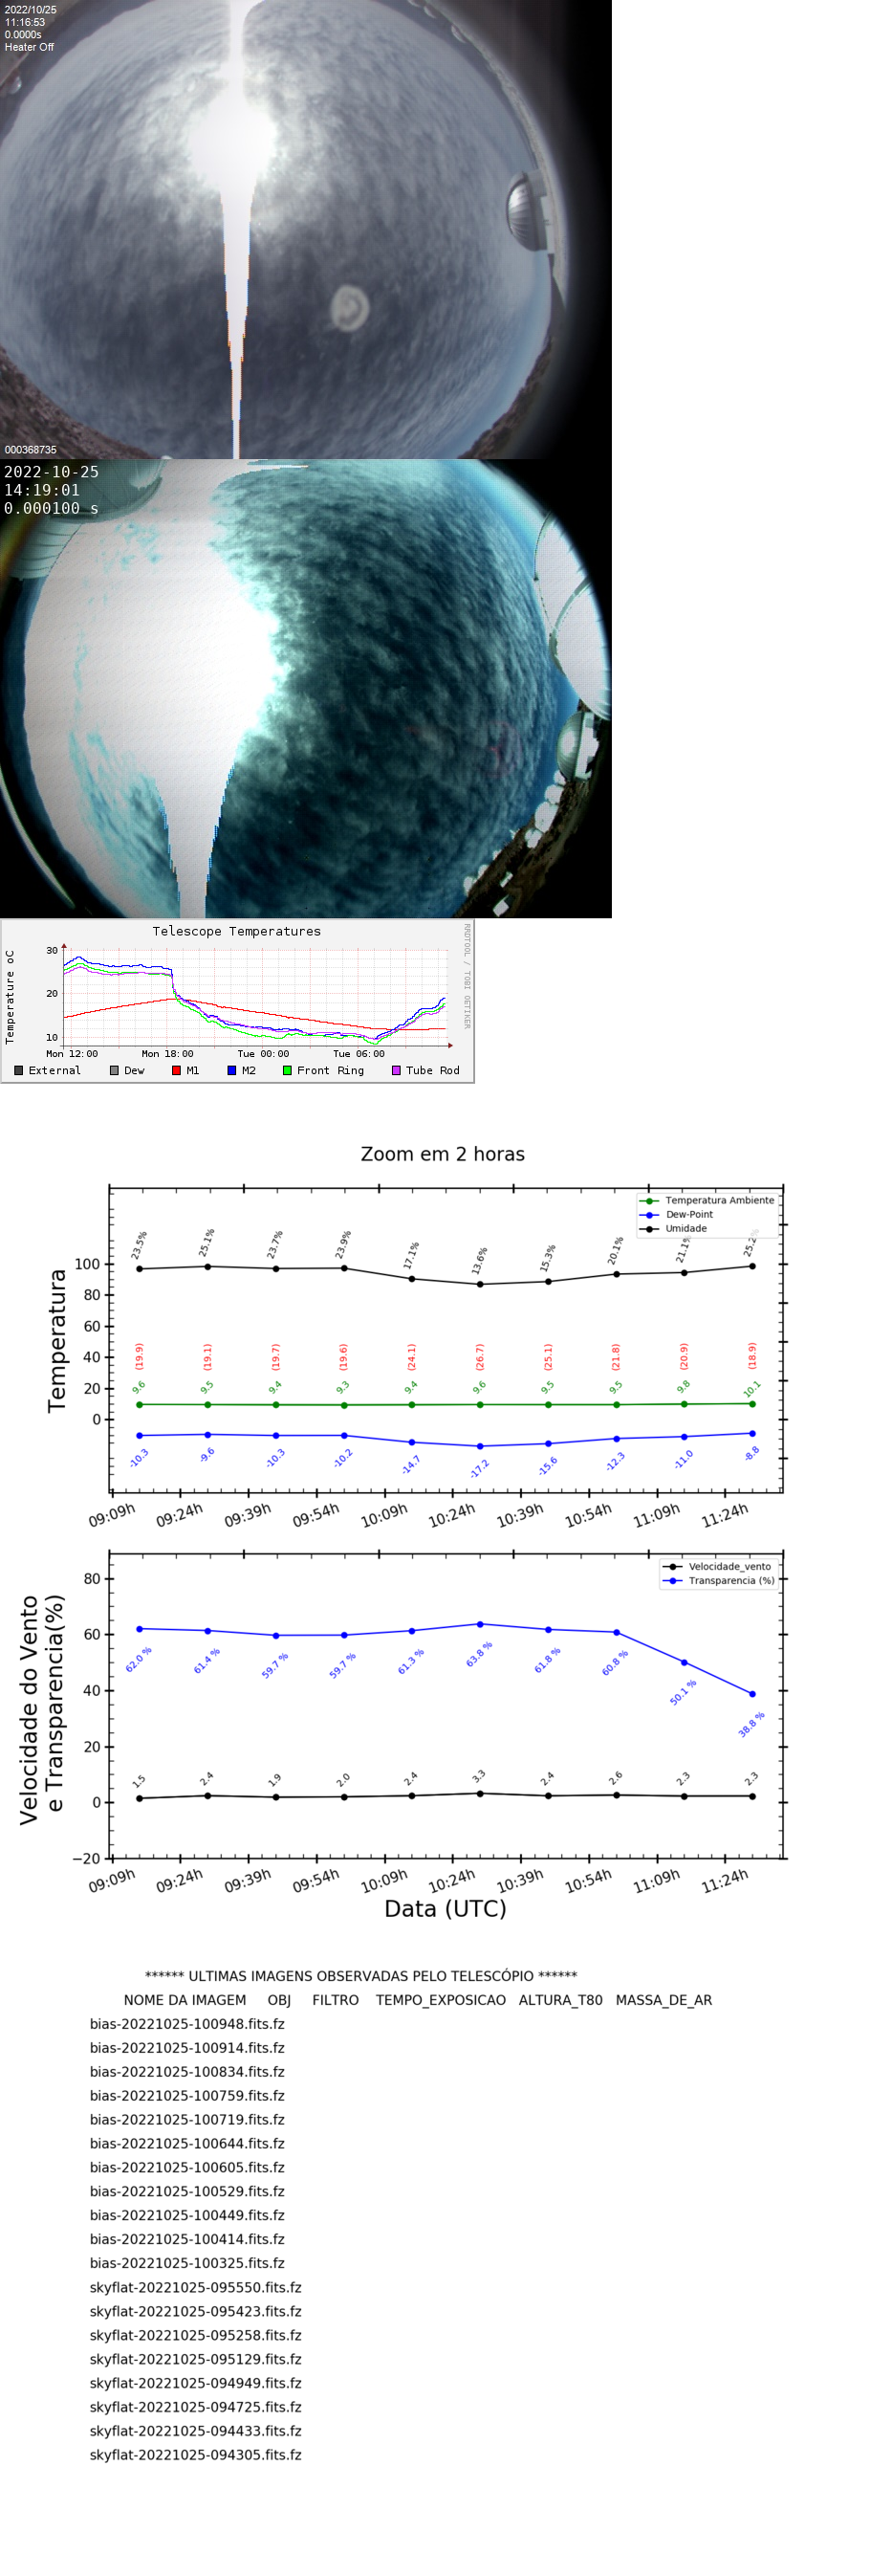 2022/10/25
11:16:53
0.0000s
Heater Off
000368735
2022-10-25
14:19:01
0.000100 s
Telescope Temperatures
RRDTOOL / TOBI OETIKER
Temperature oC
30
20
10
Mon 12:00 Mon 18:00 Tue 00:00 Tue 06:00
External Dew M1 M2 Front Ring Tube Rod
Zoom em 2 horas
Temperatura Ambiente
Dew-Point
Umidade
23.5% 25.1% 23.7% 23.9% 17.1% 13.6% 15.3% 20.1% 21.1% 25.2%
Temperatura
100
80
60
40
20
0
(19.9) (19.1) (19.7) (19.6) (24.1) (26.7) (25.1) (21.8) (20.9) (18.9)
9.6 9.5 9.4 9.3 9.4 9.6 9.5 9.5 9.8 10.1
-10.3 -9.6 -10.3 -10.2 -14.7 -17.2 -15.6 -12.3 -11.0 -8.8
09:09h 09:24h 09:39h 09:54h 10:09h 10:24h 10:39h 10:54h 11:09h 11:24h
Velocidade_vento
Transparencia (%)
Velocidade do Vento
e Transparencia(%)
80
60
40
20
0
−20
62.0 % 61.4 % 59.7 % 59.7 % 61.3 % 63.8 % 61.8 % 60.8 % 50.1 % 38.8 %
1.5 2.4 1.9 2.0 2.4 3.3 2.4 2.6 2.3 2.3
09:09h 09:24h 09:39h 09:54h 10:09h 10:24h 10:39h 10:54h 11:09h 11:24h
Data (UTC)
****** ULTIMAS IMAGENS OBSERVADAS PELO TELESCÓPIO ******
NOME DA IMAGEM OBJ FILTRO TEMPO_EXPOSICAO ALTURA_T80 MASSA_DE_AR
bias-20221025-100948.fits.fz
bias-20221025-100914.fits.fz
bias-20221025-100834.fits.fz
bias-20221025-100759.fits.fz
bias-20221025-100719.fits.fz
bias-20221025-100644.fits.fz
bias-20221025-100605.fits.fz
bias-20221025-100529.fits.fz
bias-20221025-100449.fits.fz
bias-20221025-100414.fits.fz
bias-20221025-100325.fits.fz
skyflat-20221025-095550.fits.fz
skyflat-20221025-095423.fits.fz
skyflat-20221025-095258.fits.fz
skyflat-20221025-095129.fits.fz
skyflat-20221025-094949.fits.fz
skyflat-20221025-094725.fits.fz
skyflat-20221025-094433.fits.fz
skyflat-20221025-094305.fits.fz